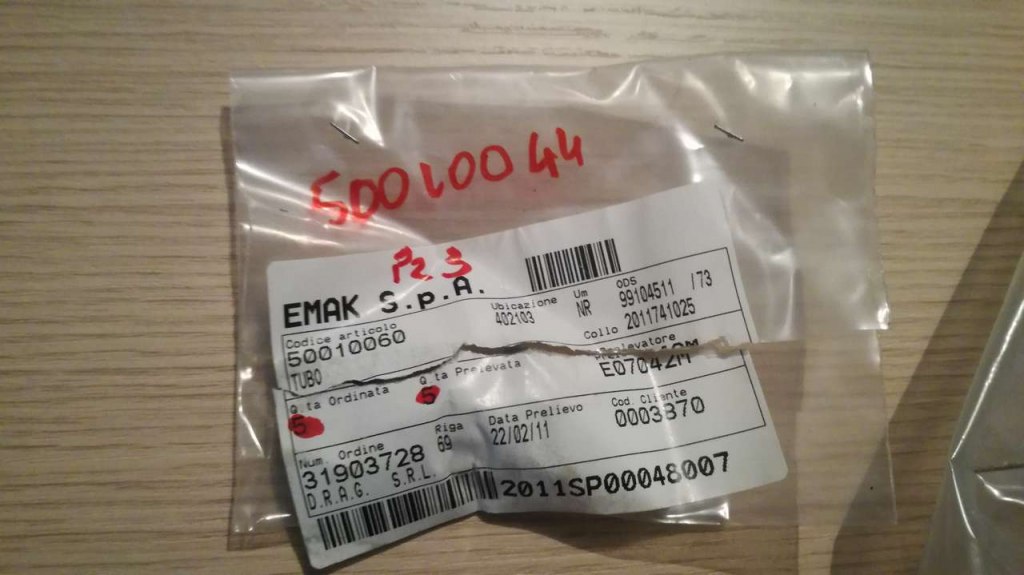 50010044
Pz. 3
EMAK S.p.A.
Ubicazione
402103
Um
NR
ODS
99104511 /73
Codice articolo
50010060
Collo 2011741025
TUBO
E07042M
Q.ta Ordinata
5
Q.ta Prelevata
5
Num. Ordine
31903728
Riga
69
Data Prelievo
22/02/11
Cod. Cliente
0003870
D.R.A.G. S.R.L.
2011SP00048007